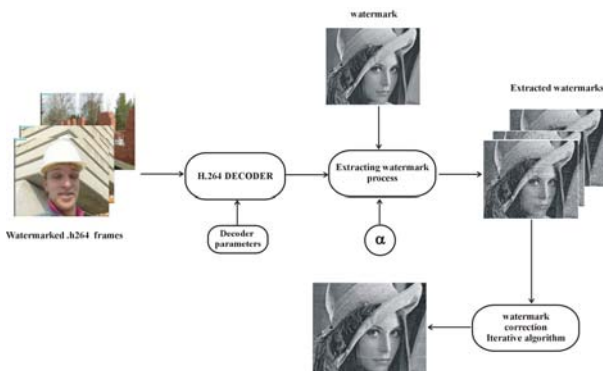 watermark
Extracted watermarks
H.264 DECODER
Extracting watermark
process
Decoder
parameters
α
Watermarked .h264 frames
watermark
correction
Iterative algorithm